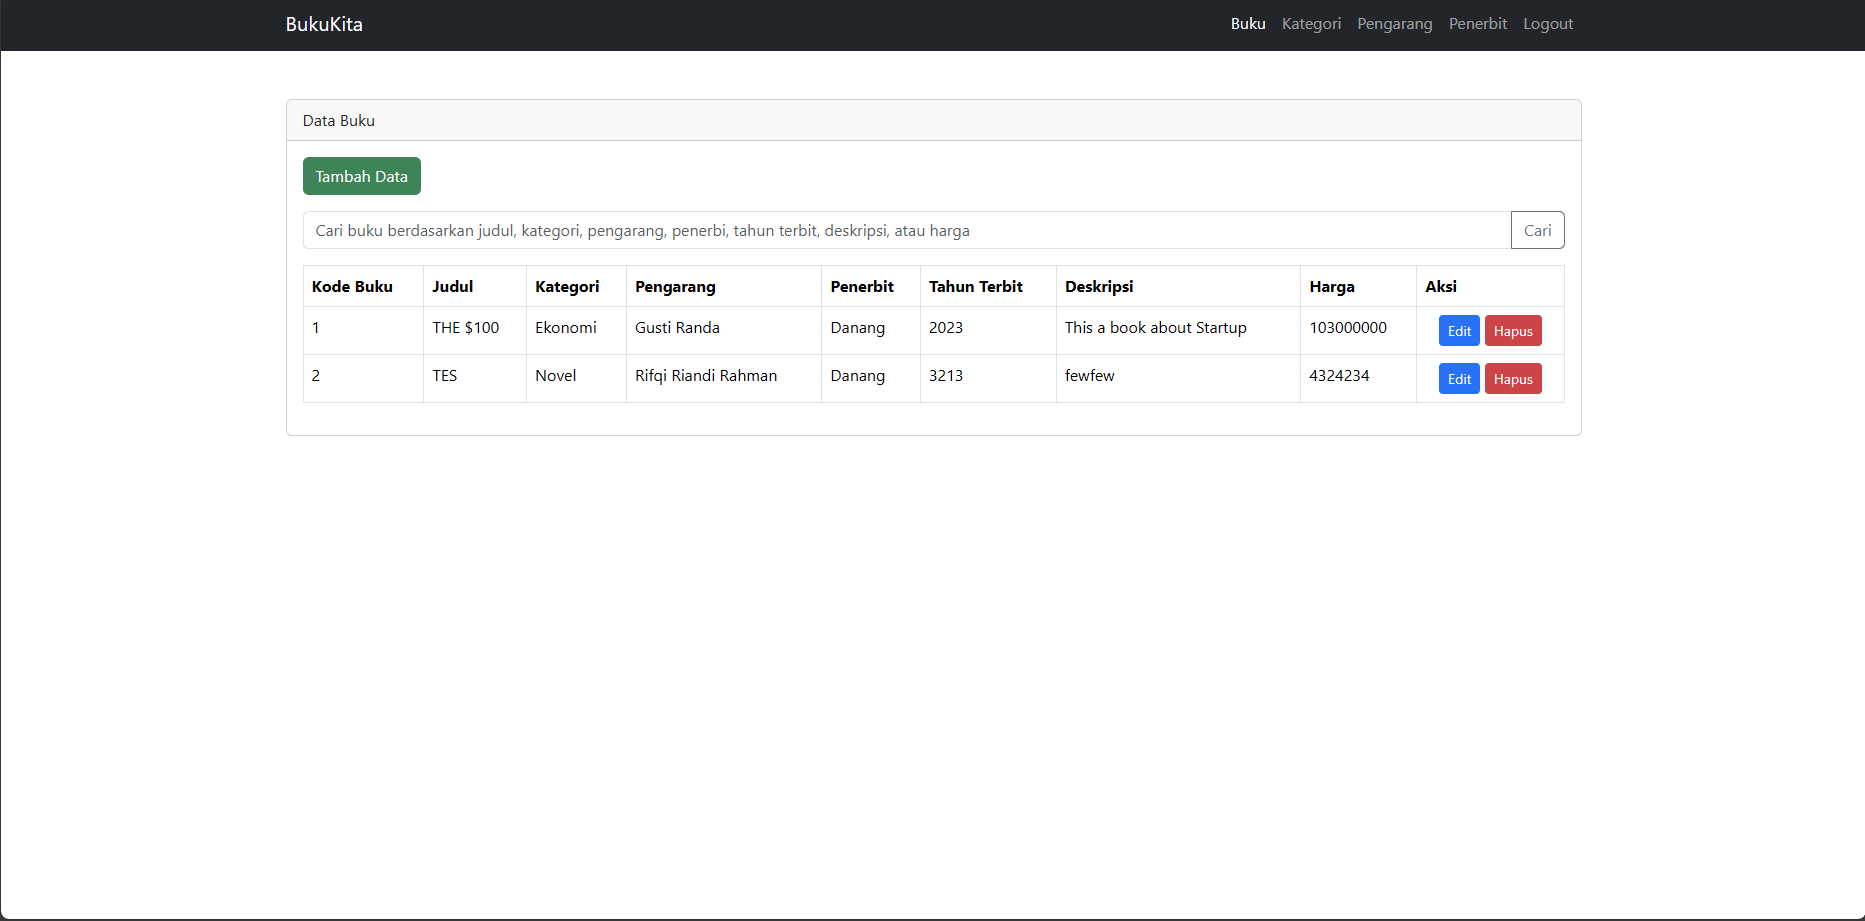 BukuKita Buku Kategori Pengarang Penerbit Logout
Data Buku
Tambah Data
Cari buku berdasarkan judul, kategori, pengarang, penerbi, tahun terbit, deskripsi, atau harga Cari
Kode Buku Judul Kategori Pengarang Penerbit Tahun Terbit Deskripsi Harga Aksi
1 THE $100 Ekonomi Gusti Randa Danang 2023 This a book about Startup 103000000 Edit Hapus
2 TES Novel Rifqi Riandi Rahman Danang 3213 fewfew 4324234 Edit Hapus